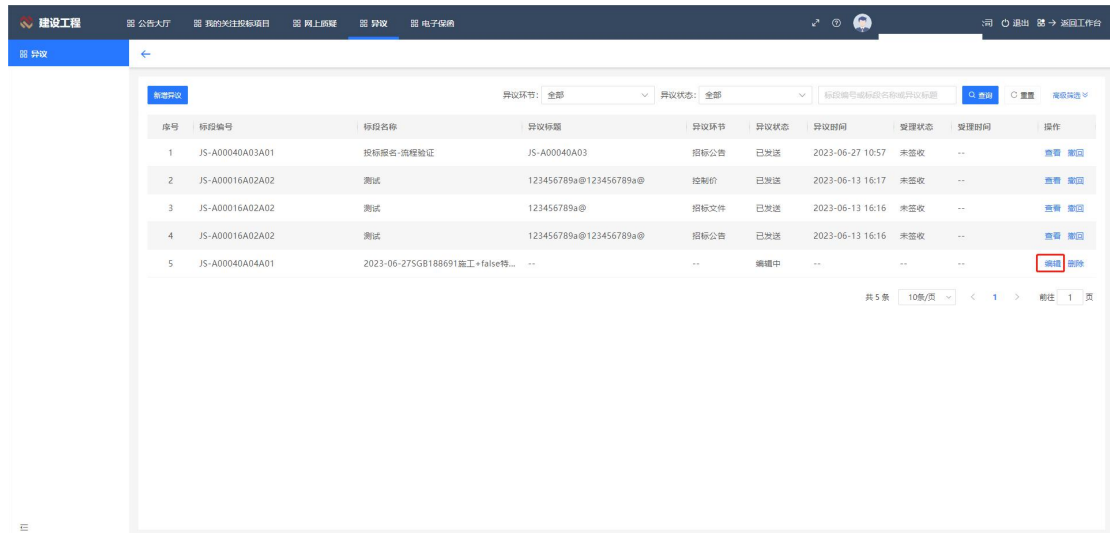 建设工程 公告大厅 我的关注投标项目 网上质疑 异议 电子保函 :司 退出 返回工作台
异议
新增异议 异议环节: 全部 异议状态: 全部 标段编号或标段名称或异议标题 查询 重置 高级筛选
序号 标段编号 标段名称 异议标题 异议环节 异议状态 异议时间 受理状态 受理时间 操作
1 JS-A00040A03A01 投标报名-流程验证 JS-A00040A03 招标公告 已发送 2023-06-27 10:57 未签收 -- 查看 撤回
2 JS-A00016A02A02 测试 123456789a@123456789a@ 控制价 已发送 2023-06-13 16:17 未签收 -- 查看 撤回
3 JS-A00016A02A02 测试 123456789a@ 招标文件 已发送 2023-06-13 16:16 未签收 -- 查看 撤回
4 JS-A00016A02A02 测试 123456789a@123456789a@ 招标公告 已发送 2023-06-13 16:16 未签收 -- 查看 撤回
5 JS-A00040A04A01 2023-06-27SGB188691施工+false特... -- -- 编辑中 -- -- -- 编辑 删除
共 5 条 10条/页 1 前往 1 页